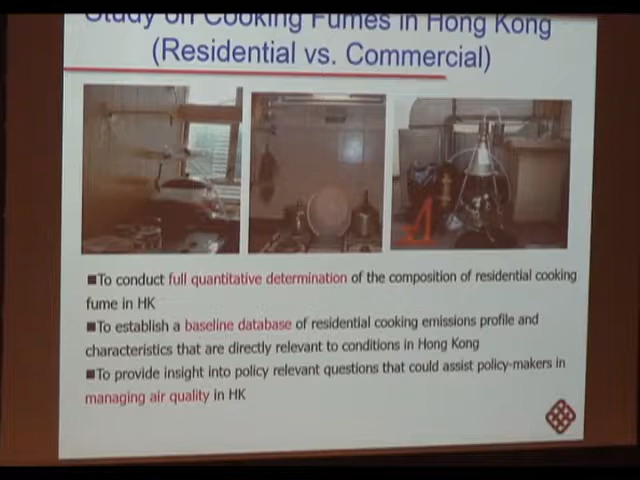 Study on Cooking Fumes in Hong Kong
(Residential vs. Commercial)
■To conduct full quantitative determination of the composition of residential cooking
fume in HK
■To establish a baseline database of residential cooking emissions profile and
characteristics that are directly relevant to conditions in Hong Kong
■To provide insight into policy relevant questions that could assist policy-makers in
managing air quality in HK